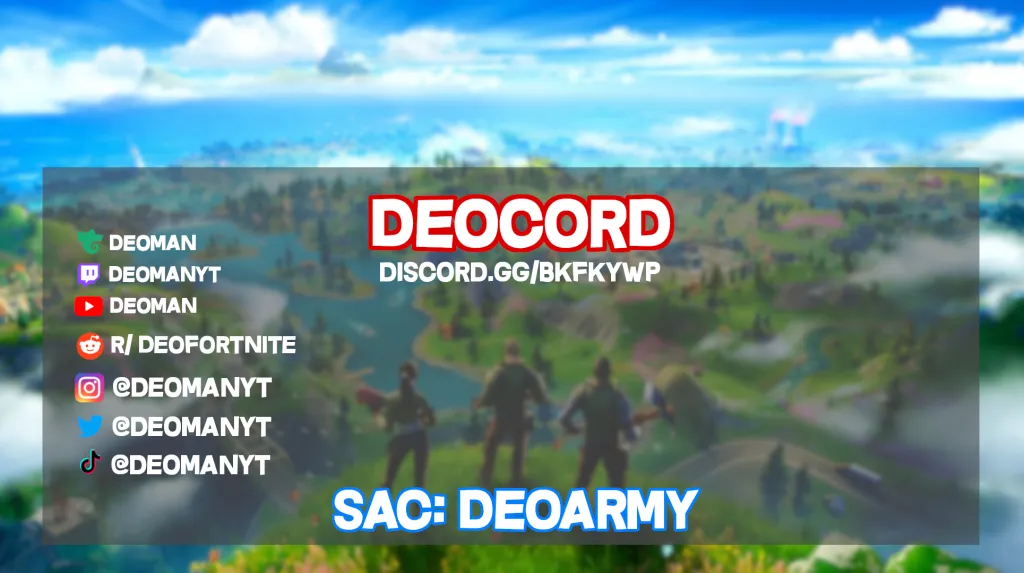 DEOCORD
DISCORD.GG/BKFKYWP
DEOMAN
DEOMANYT
DEOMAN
R/ DEOFORTNITE
@DEOMANYT
@DEOMANYT
@DEOMANYT
SAC: DEOARMY